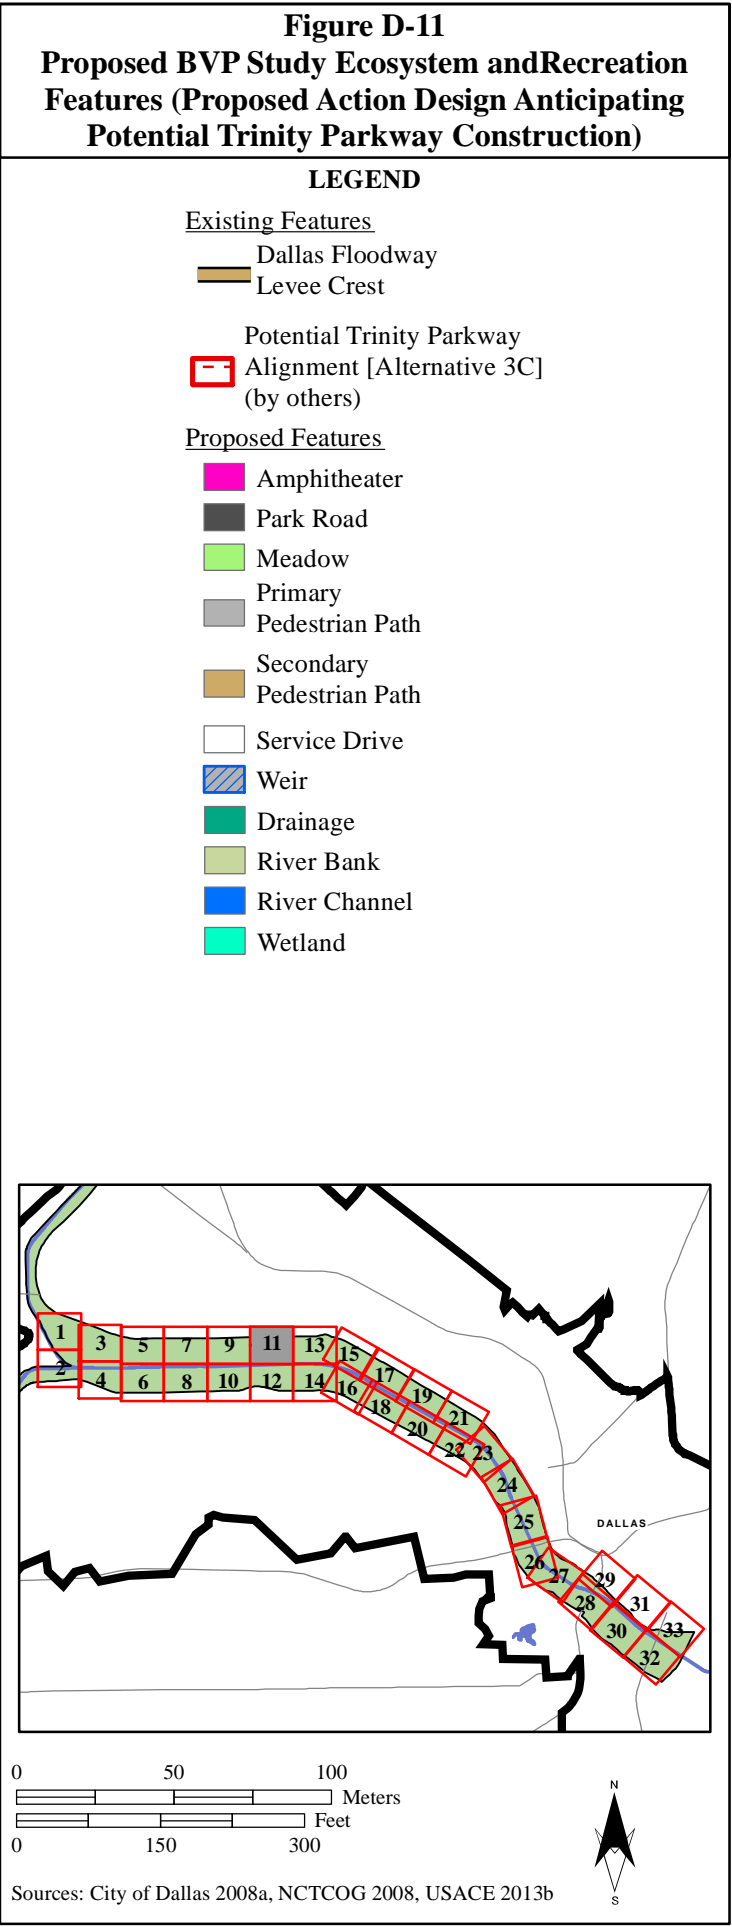 Figure D-11
Proposed BVP Study Ecosystem andRecreation
Features (Proposed Action Design Anticipating
Potential Trinity Parkway Construction)
LEGEND
Existing Features
Dallas Floodway
Levee Crest
Potential Trinity Parkway
Alignment [Alternative 3C]
(by others)
Proposed Features
Amphitheater
Park Road
Meadow
Primary
Pedestrian Path
Secondary
Pedestrian Path
Service Drive
Weir
Drainage
River Bank
River Channel
Wetland
1
3
5
7
9
11
13
15
2
4
6
8
10
12
14
16
17
18
19
20
21
22
23
24
25
DALLAS
26
27
28
29
30
31
32
33
0 50 100
Meters
Feet
0 150 300
N
S
Sources: City of Dallas 2008a, NCTCOG 2008, USACE 2013b